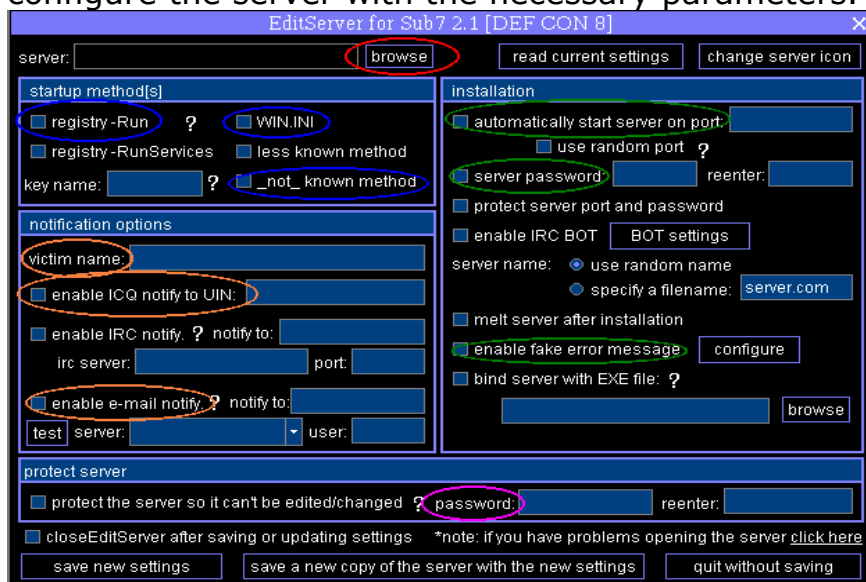 configure the server with the necessary parameters.
EditServer for Sub7 2.1 [DEF CON 8] X
server: browse read current settings change server icon
startup method[s]
registry-Run ? WIN.INI
registry-RunServices less known method
key name: ? _not_ known method
notification options
victim name:
enable ICQ notify to UIN:
enable IRC notify. ? notify to:
irc server: port:
enable e-mail notify. ? notify to:
test server: user:
installation
automatically start server on port:
use random port ?
server password: reenter:
protect server port and password
enable IRC BOT BOT settings
server name: use random name
specify a filename: server.com
melt server after installation
enable fake error message configure
bind server with EXE file: ?
browse
protect server
protect the server so it can't be edited/changed ? password: reenter:
closeEditServer after saving or updating settings *note: if you have problems opening the server click here
save new settings save a new copy of the server with the new settings quit without saving